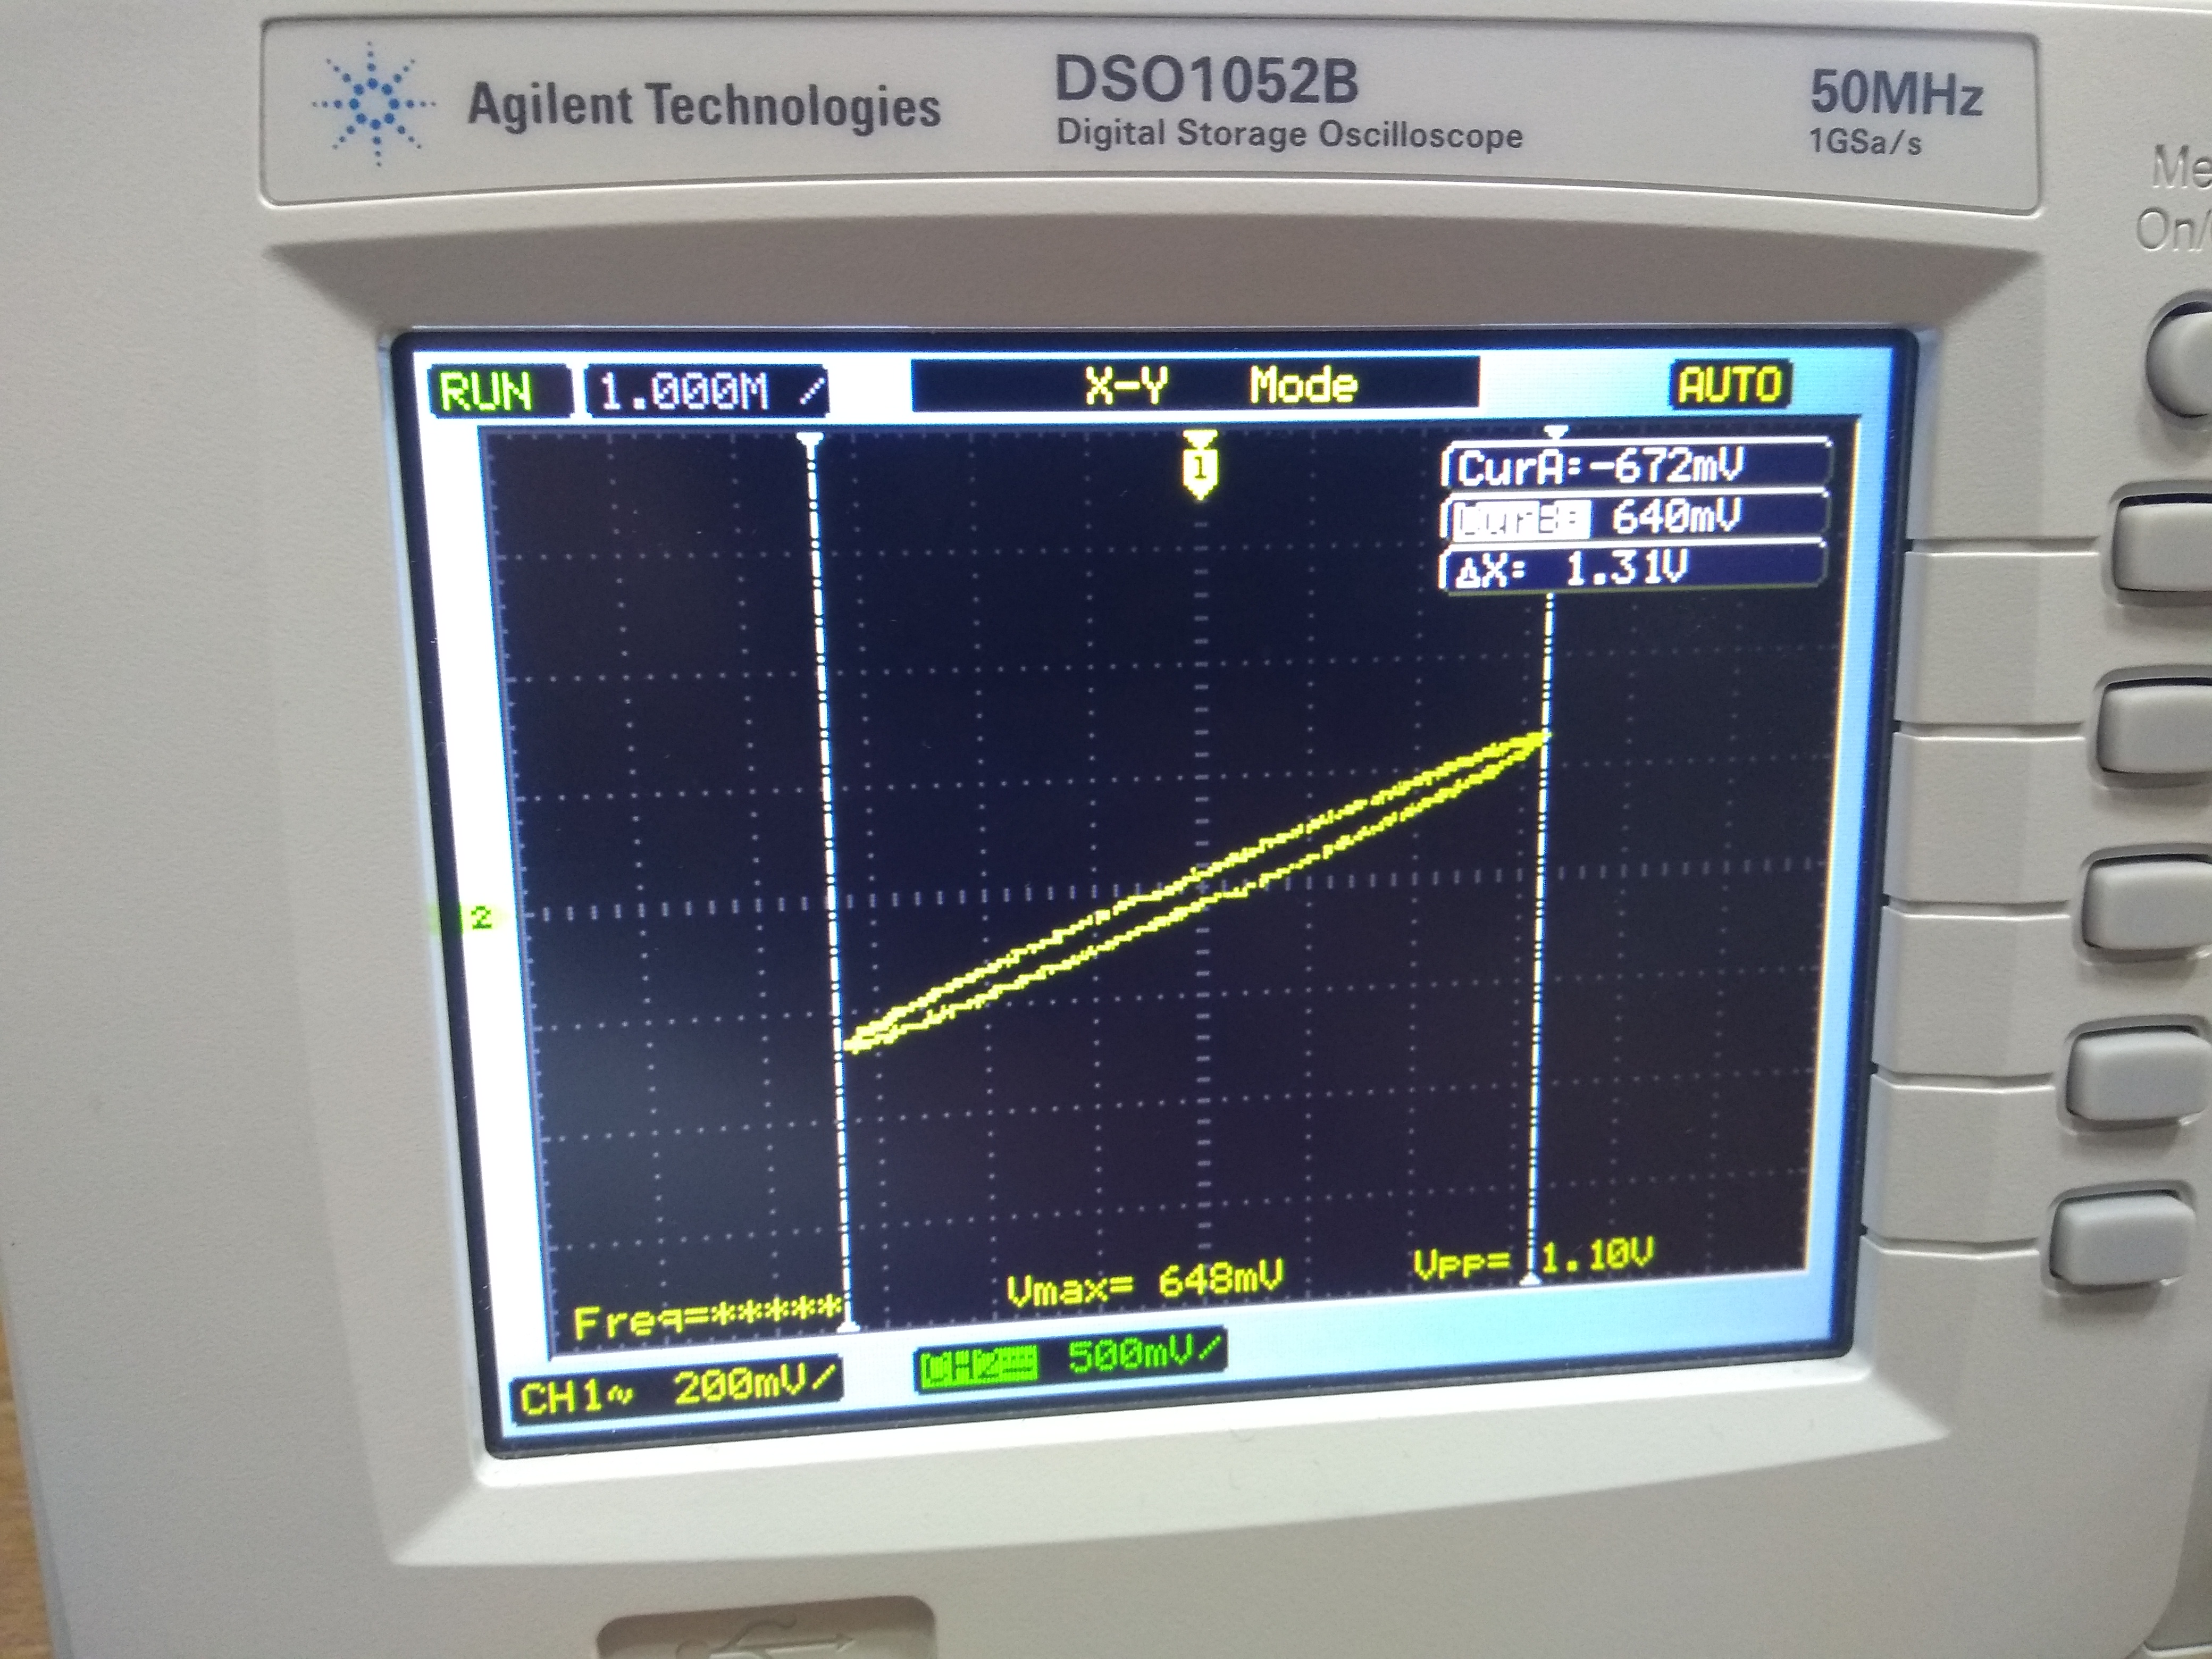 Agilent Technologies
DSO1052B
Digital Storage Oscilloscope
50MHz
1GSa/s
RUN 1.000M / X-Y Mode AUTO
1
CurA:-672mV
640mV
ΔX: 1.31V
2
Freq=***** Vmax= 648mV Vpp= 1.10V
CH1∿ 200mV/ 500mV/